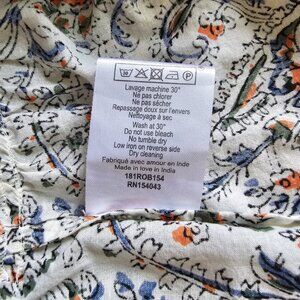 Lavage machine 30°
Ne pas chlorer
Ne pas sécher
Repassage doux sur l'envers
Nettoyage à sec
Wash at 30°
Do not use bleach
No tumble dry
Low iron on reverse side
Dry cleaning
Fabriqué avec amour en Inde
Made in love in India
181ROB154
RN154043